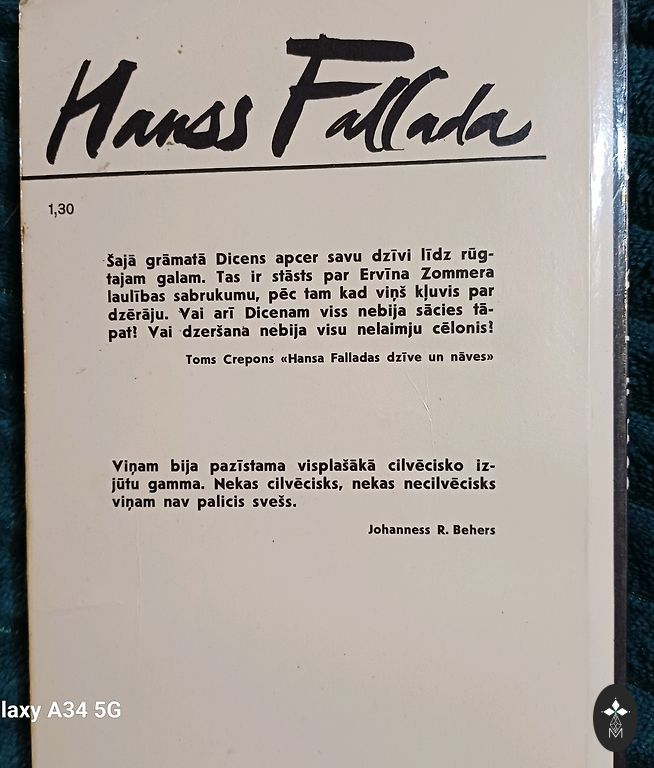 Hanss Fallada
1,30
Šajā grāmatā Dicens apcer savu dzīvi līdz rūg-
tajam galam. Tas ir stāsts par Ervīna Zommera
laulības sabrukumu, pēc tam kad viņš kļuvis par
dzērāju. Vai arī Dicenam viss nebija sācies tā-
pat? Vai dzeršana nebija visu nelaimju cēlonis?
Toms Crepons «Hansa Falladas dzīve un nāves»
Viņam bija pazīstama visplašākā cilvēcisko iz-
jūtu gamma. Nekas cilvēcisks, nekas necilvēcisks
viņam nav palicis svešs.
Johanness R. Behers
laxy A34 5G
M